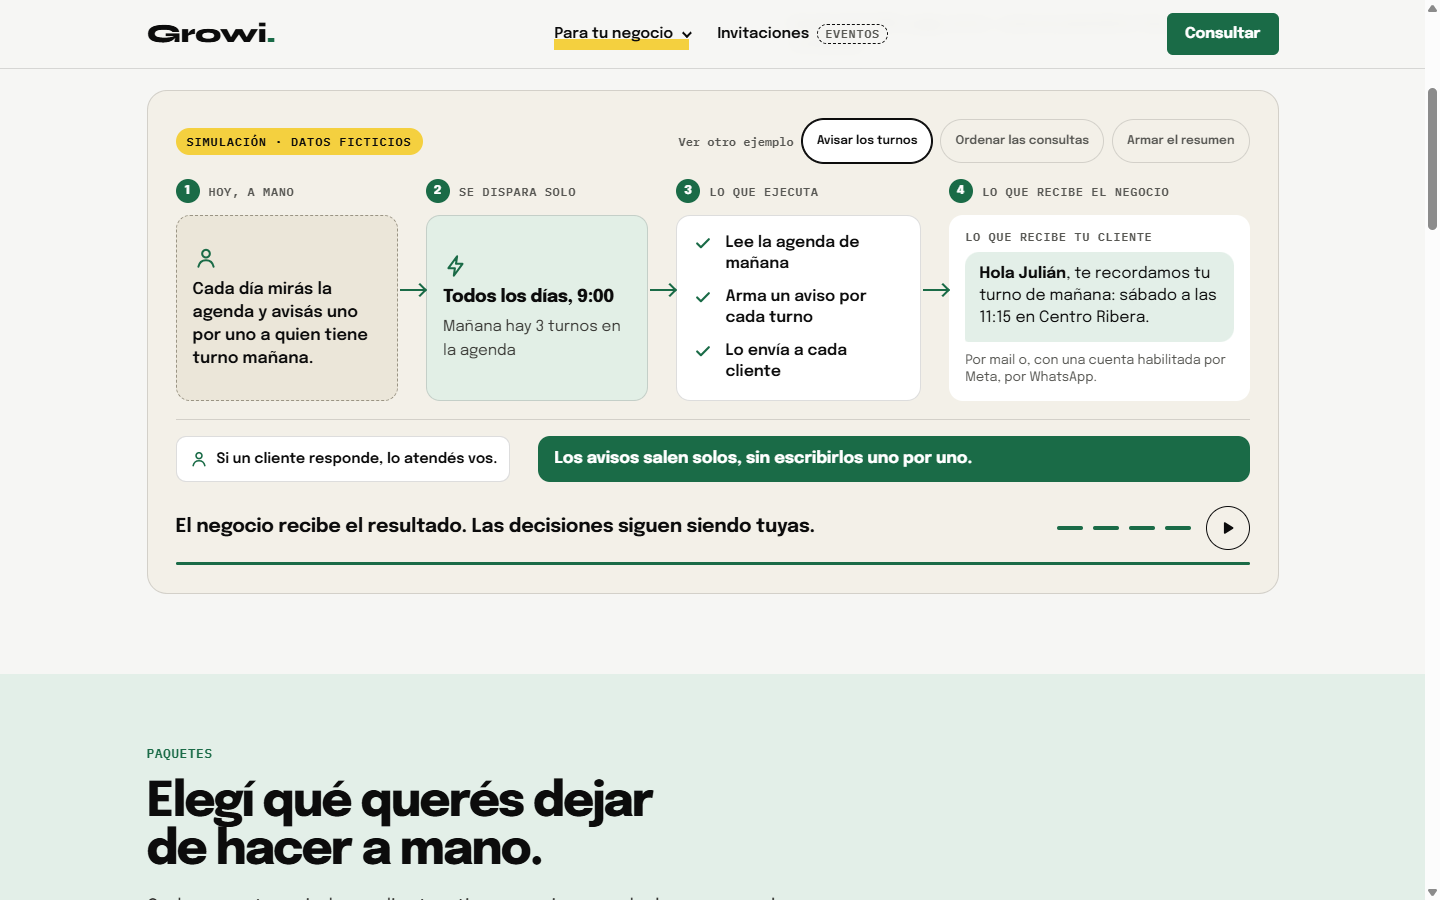 Growi.
Para tu negocio
Invitaciones EVENTOS
Consultar
SIMULACIÓN · DATOS FICTICIOS
Ver otro ejemplo
Avisar los turnos
Ordenar las consultas
Armar el resumen
1 HOY, A MANO
Cada día mirás la
agenda y avisás uno
por uno a quien tiene
turno mañana.
2 SE DISPARA SOLO
Todos los días, 9:00
Mañana hay 3 turnos en
la agenda
3 LO QUE EJECUTA
Lee la agenda de
mañana
Arma un aviso por
cada turno
Lo envía a cada
cliente
4 LO QUE RECIBE EL NEGOCIO
LO QUE RECIBE TU CLIENTE
Hola Julián, te recordamos tu
turno de mañana: sábado a las
11:15 en Centro Ribera.
Por mail o, con una cuenta habilitada por
Meta, por WhatsApp.
Si un cliente responde, lo atendés vos.
Los avisos salen solos, sin escribirlos uno por uno.
El negocio recibe el resultado. Las decisiones siguen siendo tuyas.
PAQUETES
Elegí qué querés dejar
de hacer a mano.